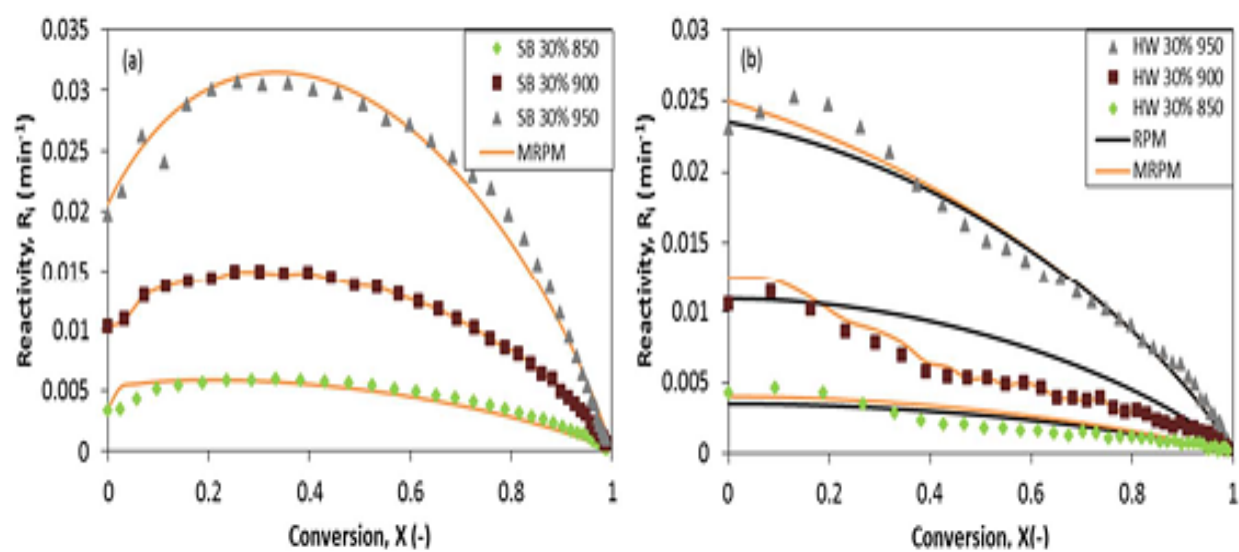 (a)
SB 30% 850
SB 30% 900
SB 30% 950
MRPM
0.035
0.03
0.025
0.02
0.015
0.01
0.005
0
Reactivity, Rᵢ (min⁻¹)
0 0.2 0.4 0.6 0.8 1
Conversion, X (-)
(b)
HW 30% 950
HW 30% 900
HW 30% 850
RPM
MRPM
0.03
0.025
0.02
0.015
0.01
0.005
0
Reactivity, Rᵢ (min⁻¹)
0 0.2 0.4 0.6 0.8 1
Conversion, X(-)